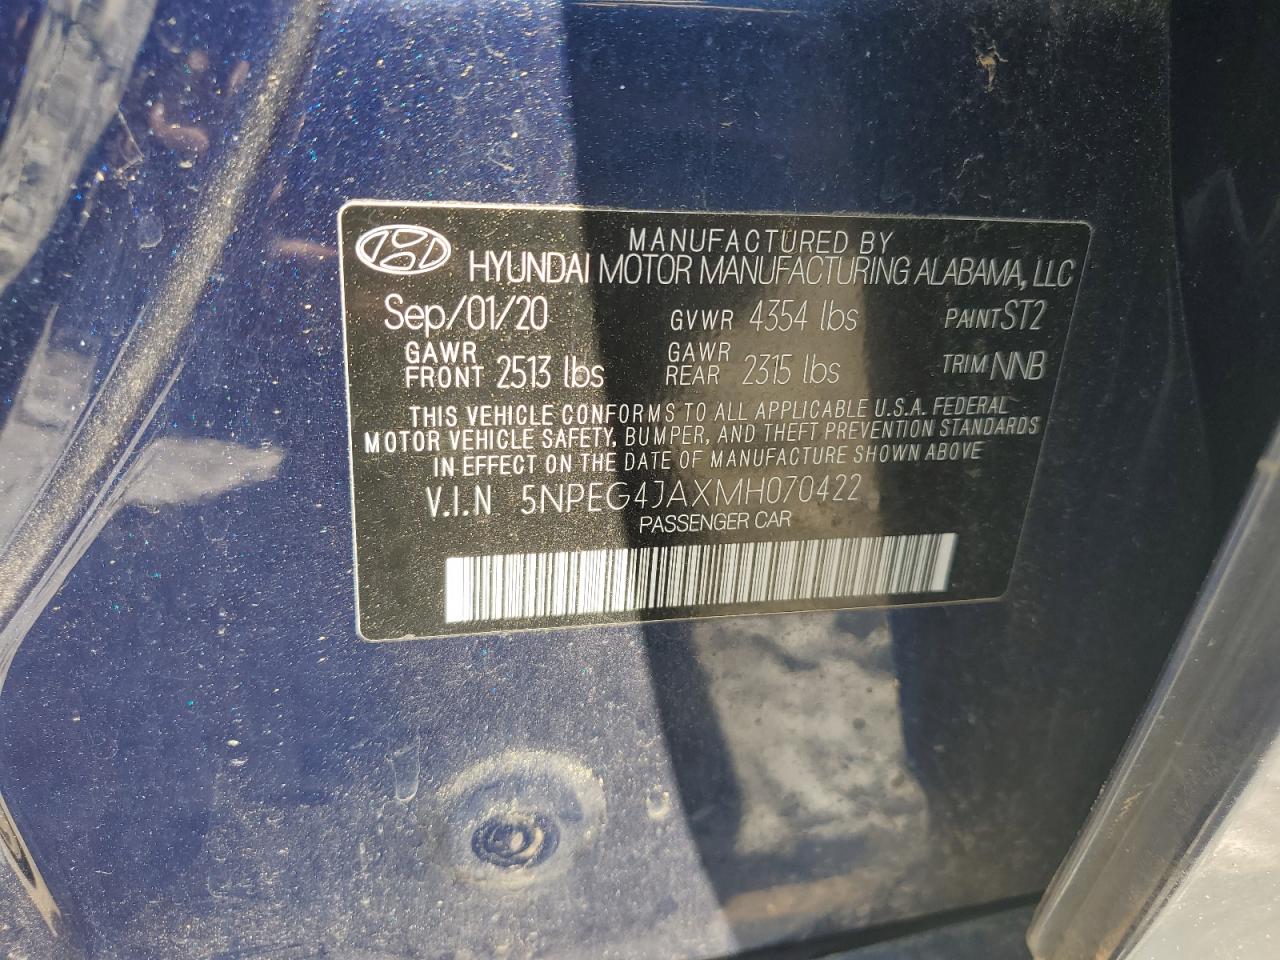 MANUFACTURED BY
HYUNDAI MOTOR MANUFACTURING ALABAMA, LLC
Sep/01/20 GVWR 4354 lbs PAINT ST2
GAWR FRONT 2513 lbs GAWR REAR 2315 lbs TRIM NNB
THIS VEHICLE CONFORMS TO ALL APPLICABLE U.S.A. FEDERAL
MOTOR VEHICLE SAFETY, BUMPER, AND THEFT PREVENTION STANDARDS
IN EFFECT ON THE DATE OF MANUFACTURE SHOWN ABOVE
V.I.N 5NPEG4JAXMH070422
PASSENGER CAR